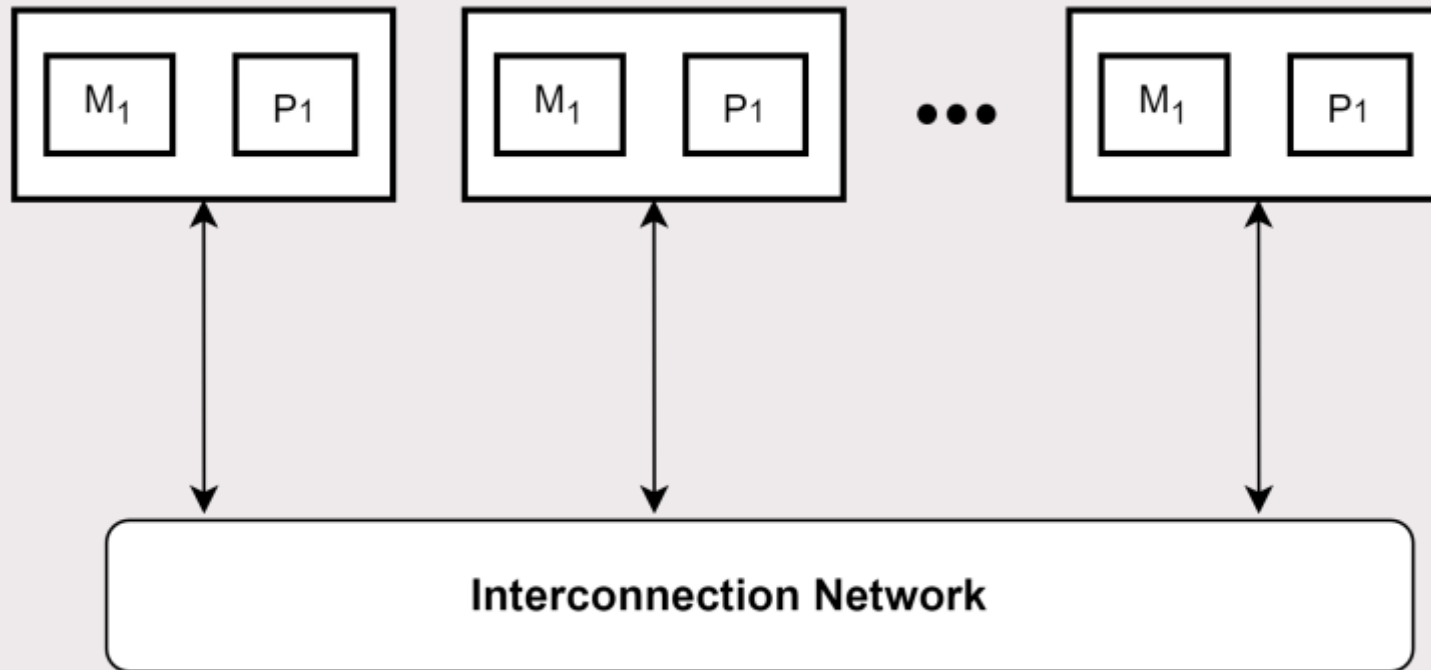 M₁ P1 M₁ P1 M₁ P1
Interconnection Network